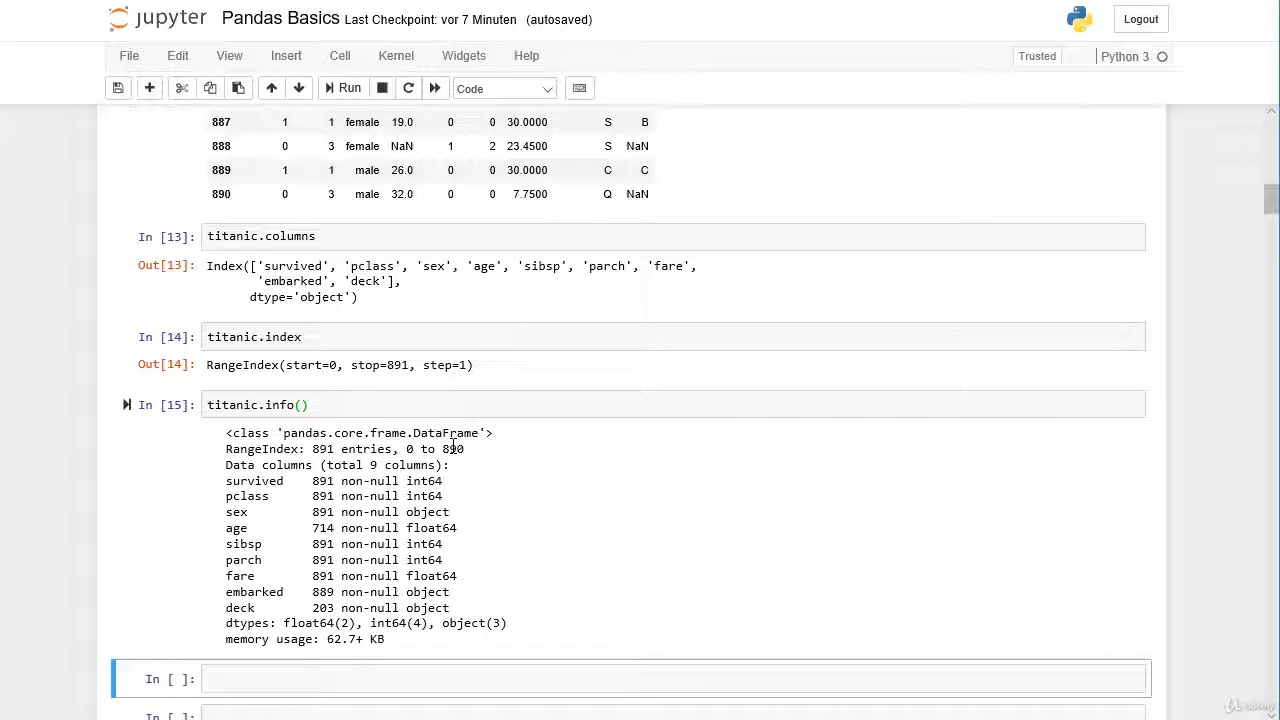 jupyter Pandas Basics Last Checkpoint: vor 7 Minuten (autosaved) Logout
File Edit View Insert Cell Kernel Widgets Help Trusted Python 3
Run Code
887 1 1 female 19.0 0 0 30.0000 S B
888 0 3 female NaN 1 2 23.4500 S NaN
889 1 1 male 26.0 0 0 30.0000 C C
890 0 3 male 32.0 0 0 7.7500 Q NaN
In [13]: titanic.columns
Out[13]: Index(['survived', 'pclass', 'sex', 'age', 'sibsp', 'parch', 'fare',
'embarked', 'deck'],
dtype='object')
In [14]: titanic.index
Out[14]: RangeIndex(start=0, stop=891, step=1)
In [15]: titanic.info()
<class 'pandas.core.frame.DataFrame'>
RangeIndex: 891 entries, 0 to 890
Data columns (total 9 columns):
survived 891 non-null int64
pclass 891 non-null int64
sex 891 non-null object
age 714 non-null float64
sibsp 891 non-null int64
parch 891 non-null int64
fare 891 non-null float64
embarked 889 non-null object
deck 203 non-null object
dtypes: float64(2), int64(4), object(3)
memory usage: 62.7+ KB
In [ ]:
In [ ]:
Udemy